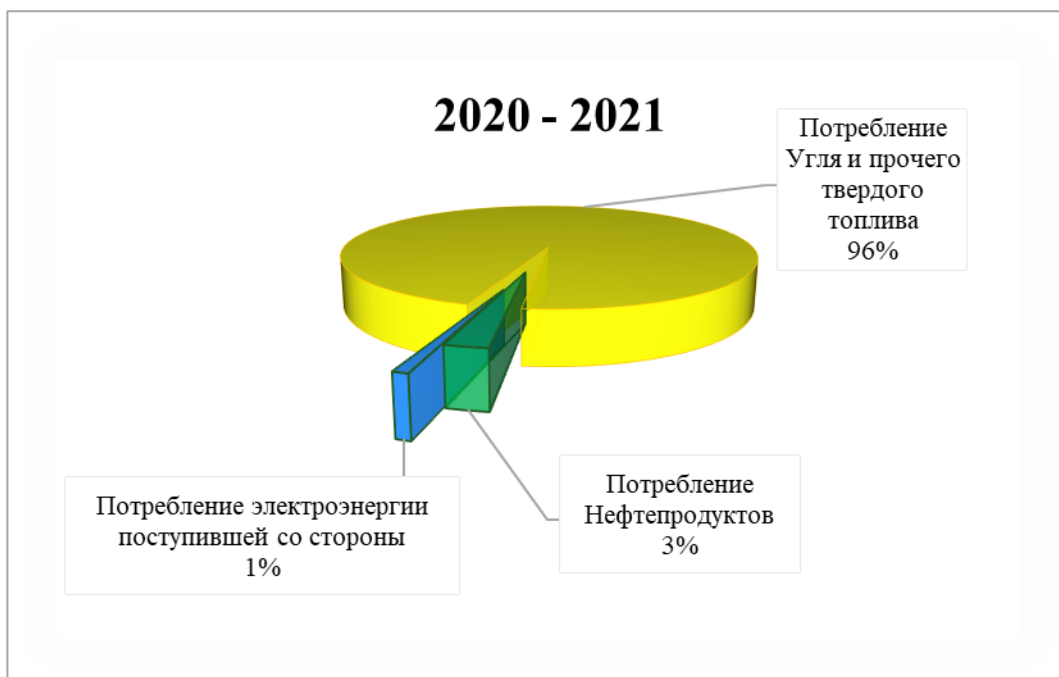 2020 - 2021
Потребление
Угля и прочего
твердого
топлива
96%
Потребление электроэнергии
поступившей со стороны
1%
Потребление
Нефтепродуктов
3%